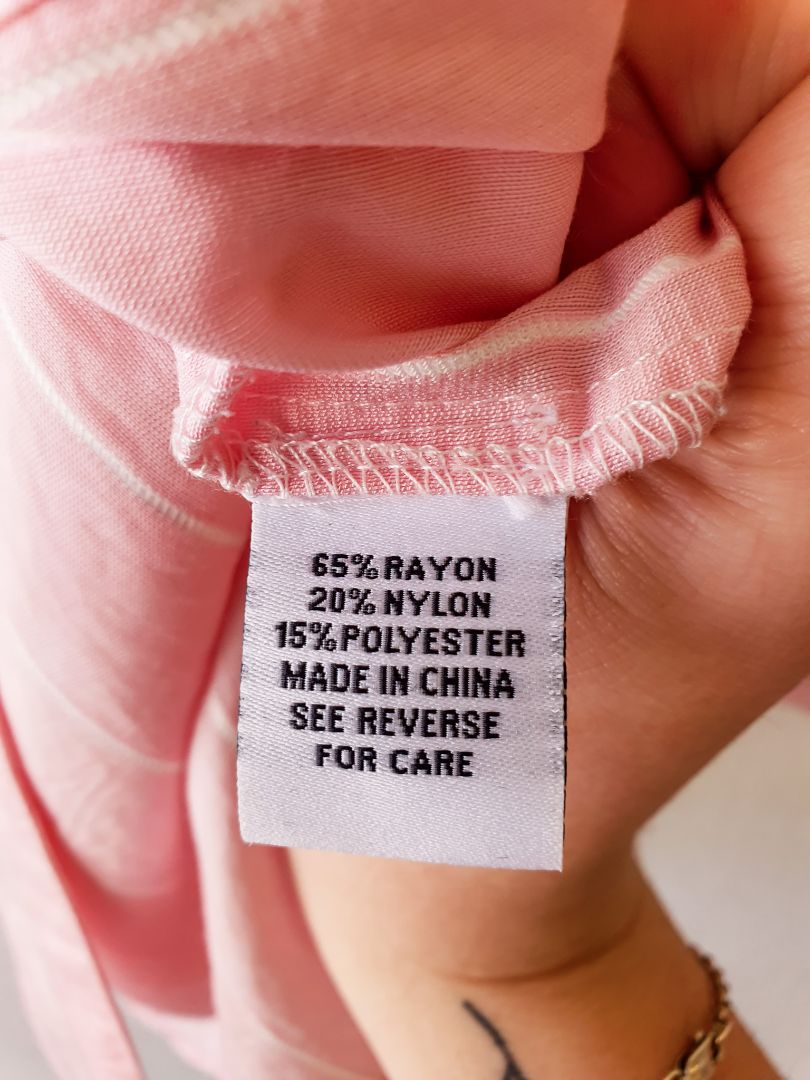 65% RAYON
20% NYLON
15% POLYESTER
MADE IN CHINA
SEE REVERSE
FOR CARE